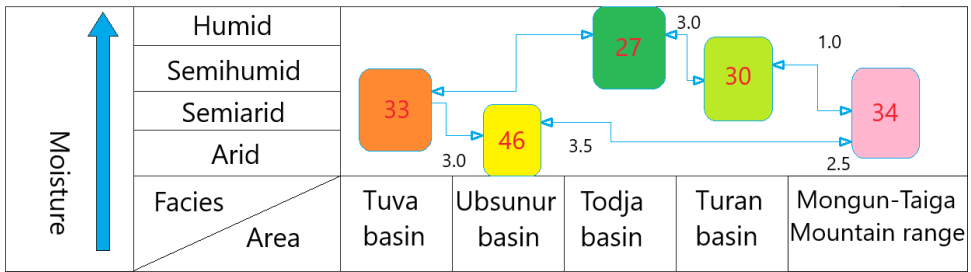 Humid
Semihumid
Semiarid
Arid
Moisture
27
3.0
30
1.0
33
46
34
3.0
3.5
2.5
Facies
Area
Tuva
basin
Ubsunur
basin
Todja
basin
Turan
basin
Mongun-Taiga
Mountain range